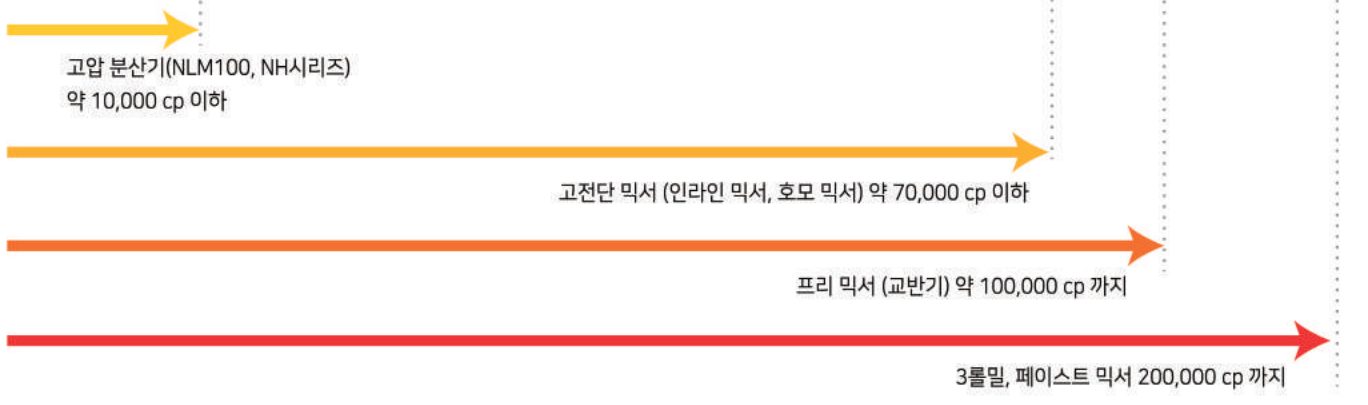 고압 분산기(NLM100, NH시리즈)
약 10,000 cp 이하
고전단 믹서 (인라인 믹서, 호모 믹서) 약 70,000 cp 이하
프리 믹서 (교반기) 약 100,000 cp 까지
3롤밀, 페이스트 믹서 200,000 cp 까지